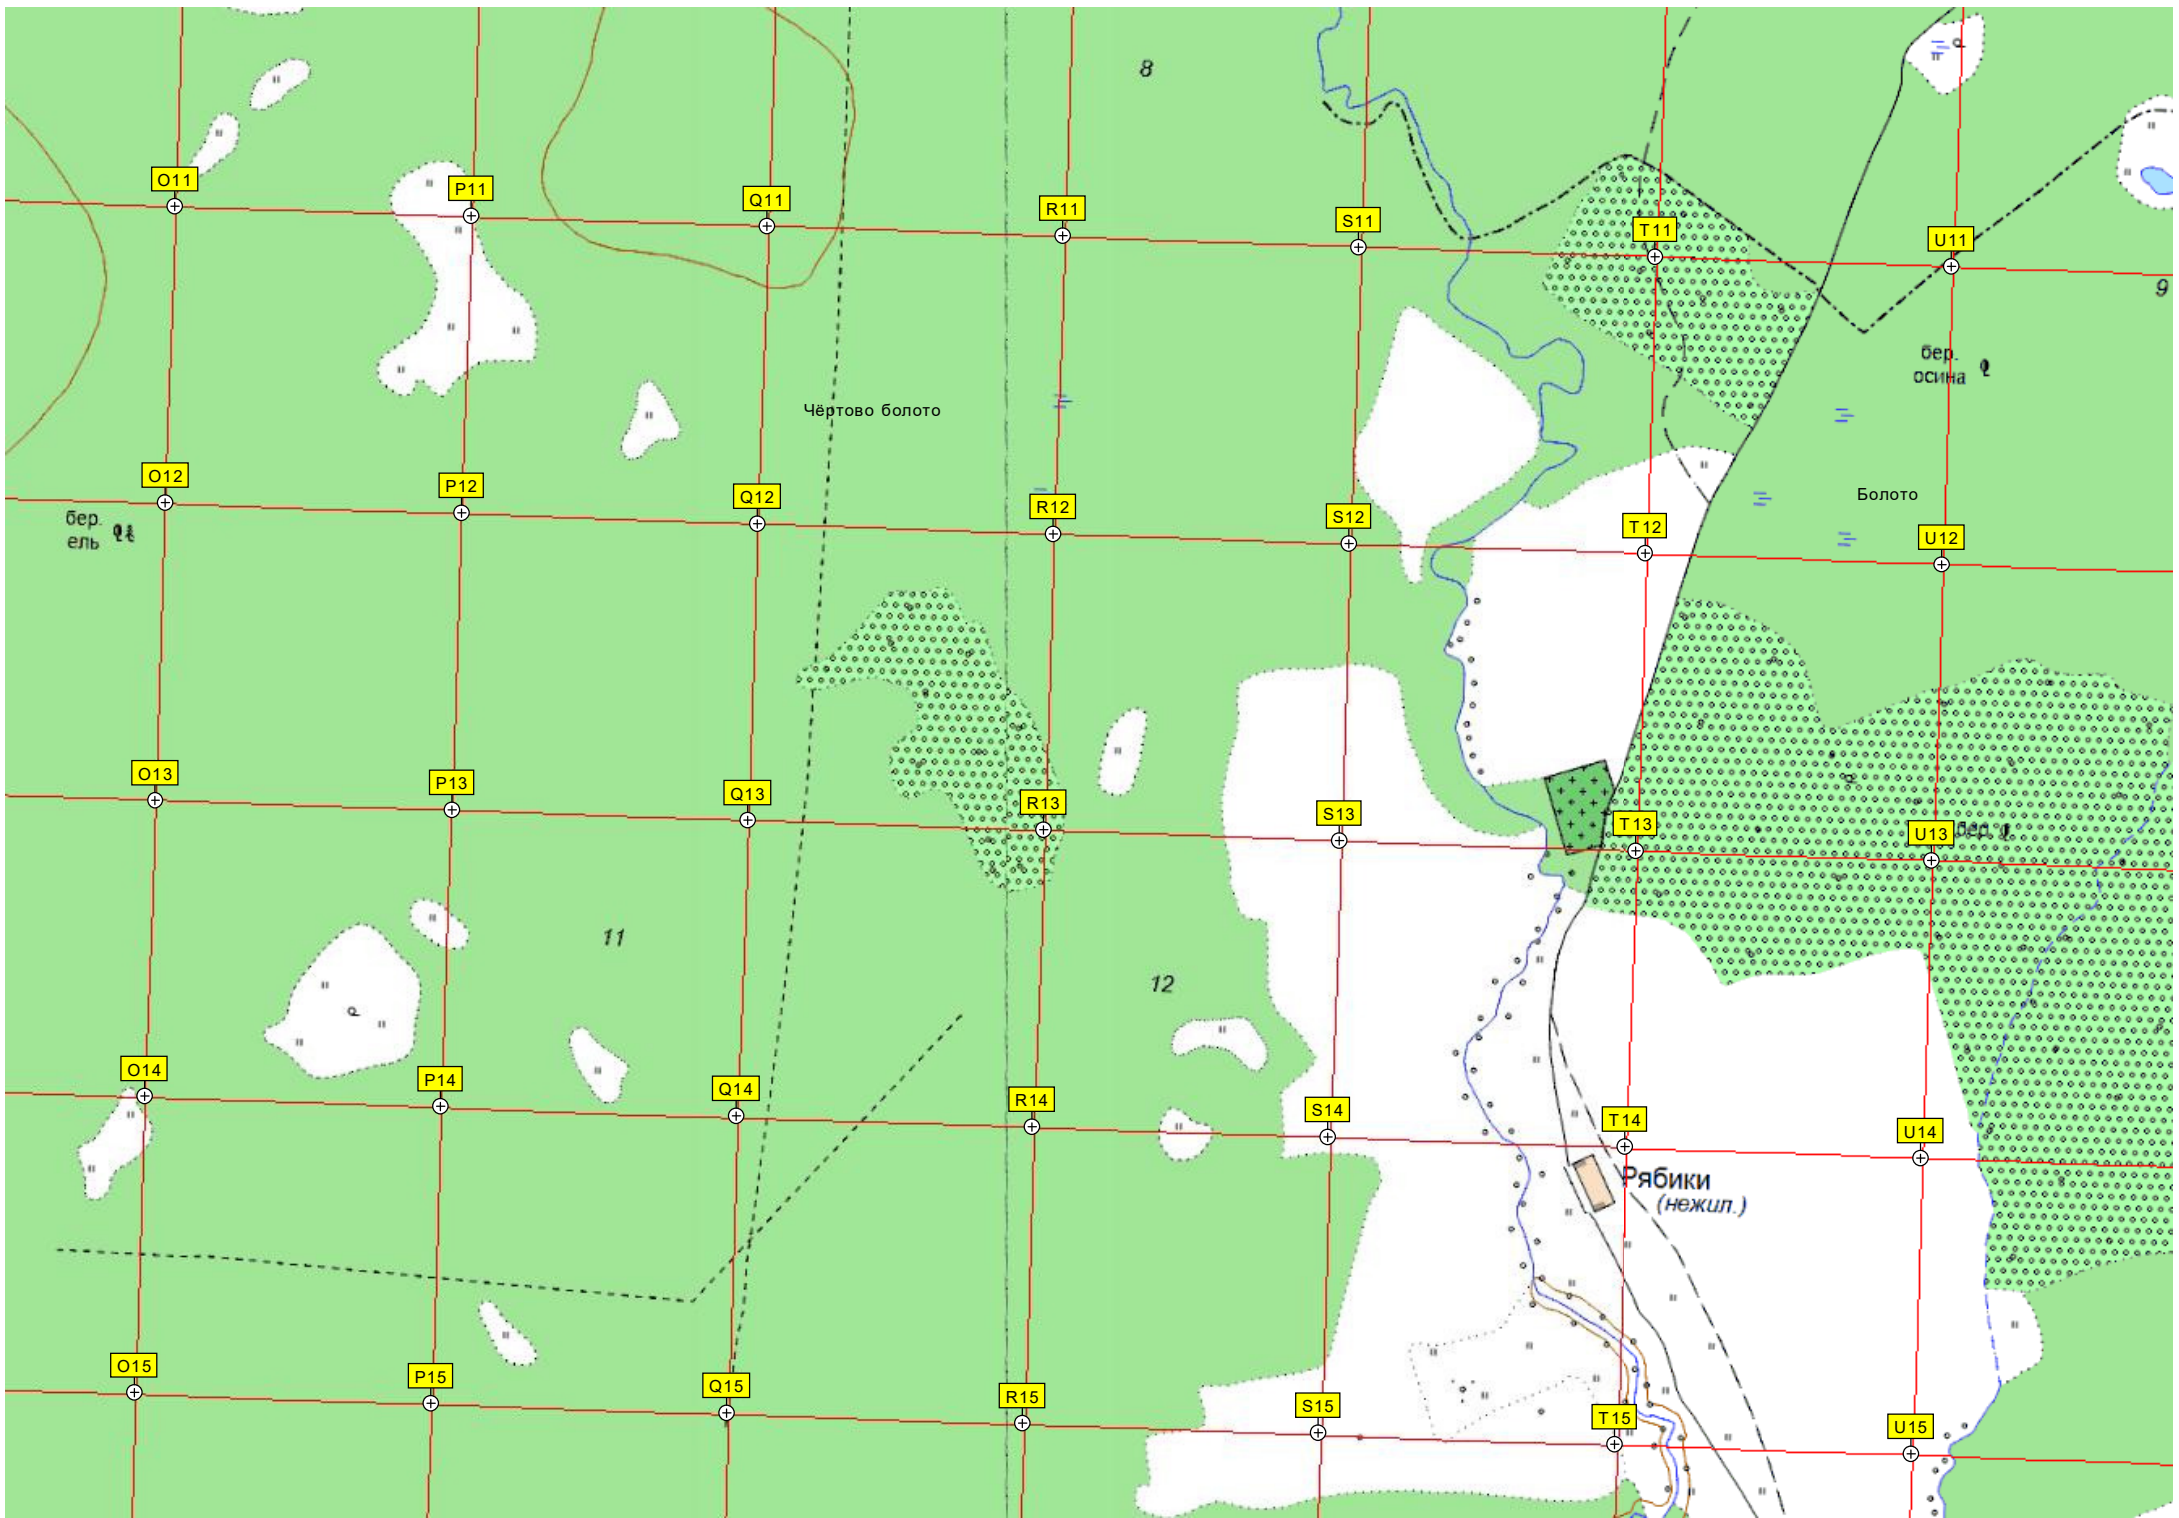 8
O11
P11
Q11
R11
S11
T11
U11
9
бер.
осина
Чёртово болото
O12
P12
Q12
R12
S12
T12
U12
Болото
бер.
ель
O13
P13
Q13
R13
S13
T13
U13
бер.
11
12
O14
P14
Q14
R14
S14
T14
U14
Рябики
(нежил.)
O15
P15
Q15
R15
S15
T15
U15